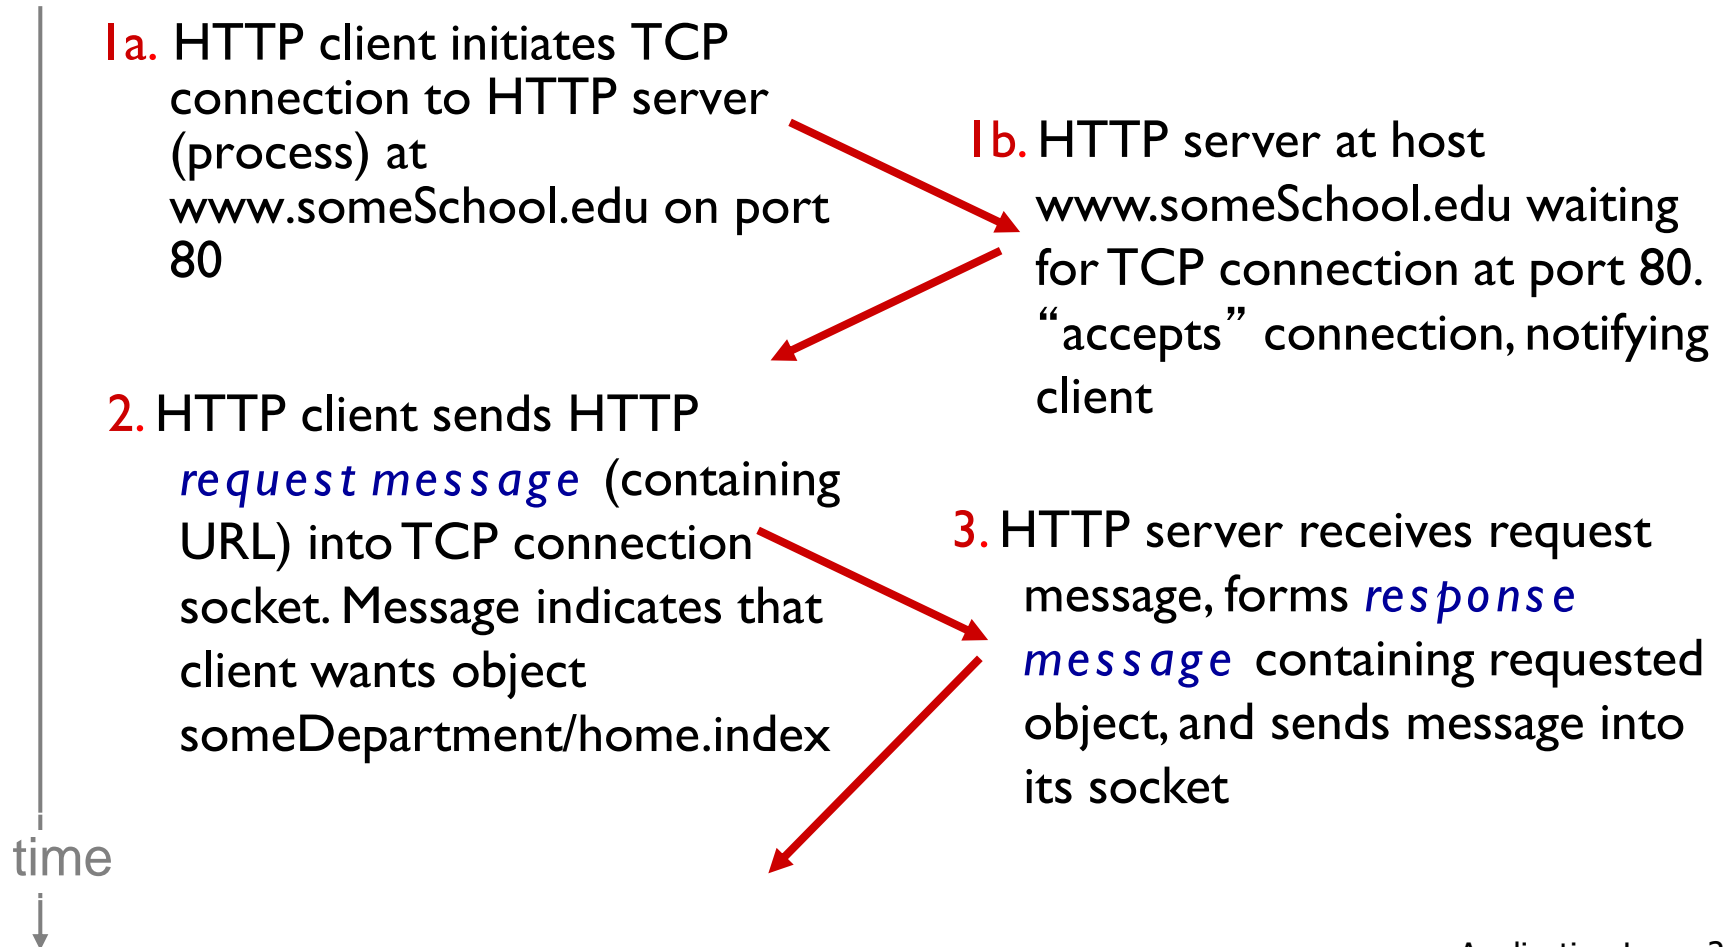 1a. HTTP client initiates TCP
connection to HTTP server
(process) at
www.someSchool.edu on port
80
1b. HTTP server at host
www.someSchool.edu waiting
for TCP connection at port 80.
“accepts” connection, notifying
client
2. HTTP client sends HTTP
request message (containing
URL) into TCP connection
socket. Message indicates that
client wants object
someDepartment/home.index
3. HTTP server receives request
message, forms response
message containing requested
object, and sends message into
its socket
time